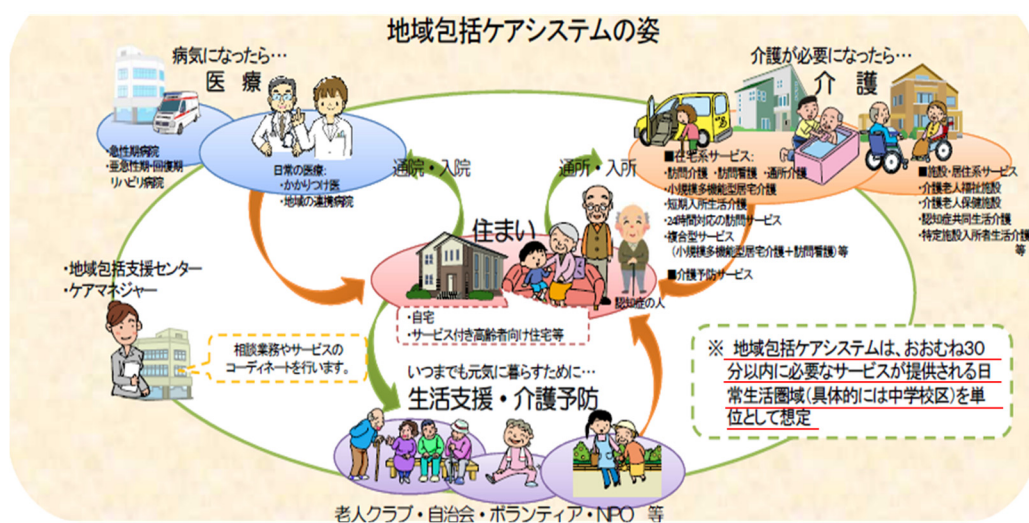 地域包括ケアシステムの姿
病気になったら…
医 療
・急性期病院
・亜急性期・回復期
リハビリ病院
日常の医療:
・かかりつけ医
・地域の連携病院
通院・入院
介護が必要になったら…
介 護
通所・入所
■在宅系サービス:
・訪問介護 ・訪問看護 ・通所介護
・小規模多機能型居宅介護
・短期入所生活介護
・24時間対応の訪問サービス
・複合型サービス
(小規模多機能型居宅介護+訪問看護)等
■介護予防サービス
■施設・居住系サービス
・介護老人福祉施設
・介護老人保健施設
・認知症共同生活介護
・特定施設入所者生活介護
等
住まい
認知症の人
・自宅
・サービス付き高齢者向け住宅等
・地域包括支援センター
・ケアマネジャー
相談業務やサービスの
コーディネートを行います。
いつまでも元気に暮らすために…
生活支援・介護予防
老人クラブ・自治会・ボランティア・NPO 等
※ 地域包括ケアシステムは、おおむね30
分以内に必要なサービスが提供される日
常生活圏域(具体的には中学校区)を単
位として想定